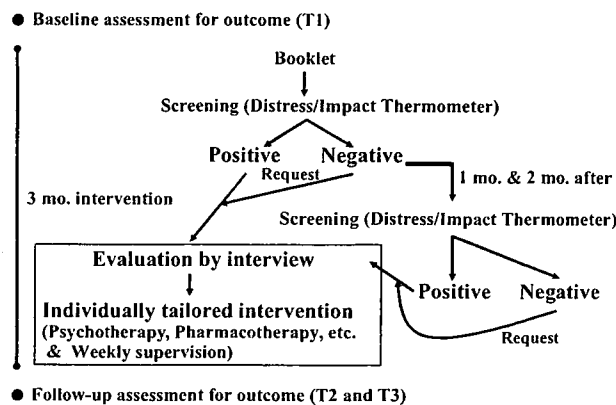 ● Baseline assessment for outcome (T1)
Booklet
Screening (Distress/Impact Thermometer)
Positive Negative
Request
1 mo. & 2 mo. after
3 mo. intervention
Screening (Distress/Impact Thermometer)
Evaluation by interview
Positive Negative
Individually tailored intervention
(Psychotherapy, Pharmacotherapy, etc.
& Weekly supervision)
Request
● Follow-up assessment for outcome (T2 and T3)